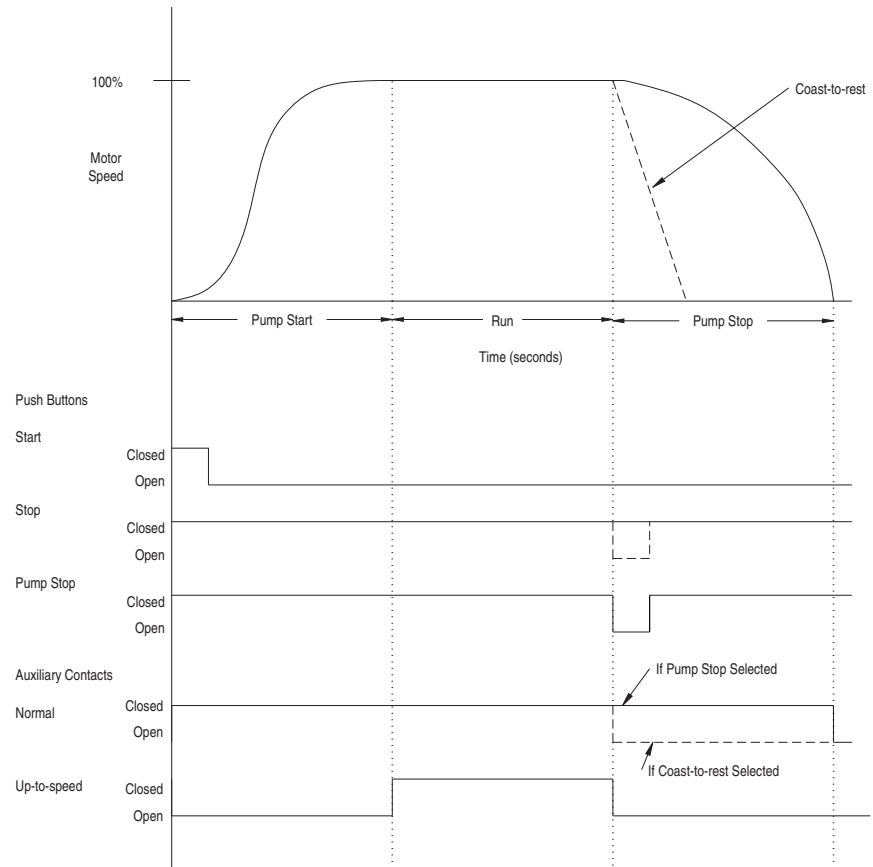 100%
Coast-to-rest
Motor
Speed
Pump Start
Run
Pump Stop
Time (seconds)
Push Buttons
Start
Closed
Open
Stop
Closed
Open
Pump Stop
Closed
Open
If Pump Stop Selected
Auxiliary Contacts
Normal
Closed
Open
If Coast-to-rest Selected
Up-to-speed
Closed
Open